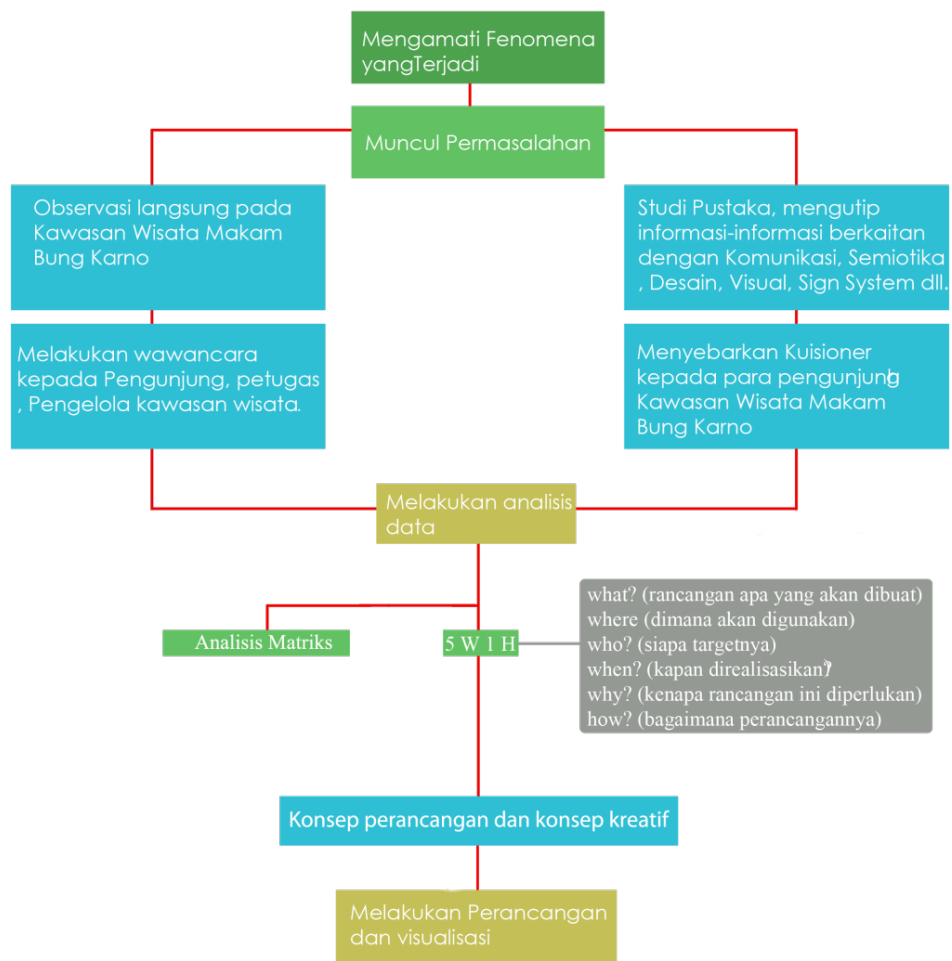 Mengamati Fenomena
yangTerjadi
Muncul Permasalahan
Observasi langsung pada
Kawasan Wisata Makam
Bung Karno
Studi Pustaka, mengutip
informasi-informasi berkaitan
dengan Komunikasi, Semiotika
, Desain, Visual, Sign System dll.
Melakukan wawancara
kepada Pengunjung, petugas
, Pengelola kawasan wisata.
Menyebarkan Kuisioner
kepada para pengunjung
Kawasan Wisata Makam
Bung Karno
Melakukan analisis
data
Analisis Matriks
5 W 1 H
what? (rancangan apa yang akan dibuat)
where (dimana akan digunakan)
who? (siapa targetnya)
when? (kapan direalisasikan?
why? (kenapa rancangan ini diperlukan)
how? (bagaimana perancangannya)
Konsep perancangan dan konsep kreatif
Melakukan Perancangan
dan visualisasi